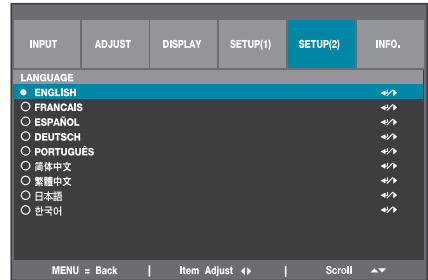 INPUT ADJUST DISPLAY SETUP(1) SETUP(2) INFO.
LANGUAGE
ENGLISH
FRANCAIS
ESPAÑOL
DEUTSCH
PORTUGUÊS
简体中文
繁體中文
日本語
한국어
MENU = Back | Item Adjust | Scroll